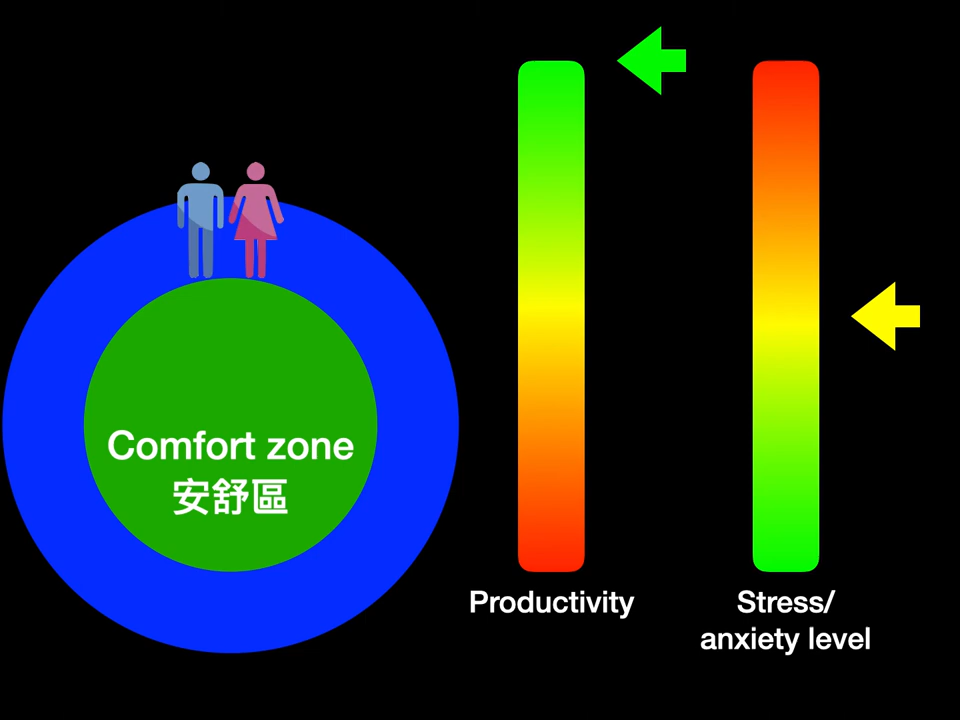 Comfort zone
安舒區
Productivity
Stress/
anxiety level